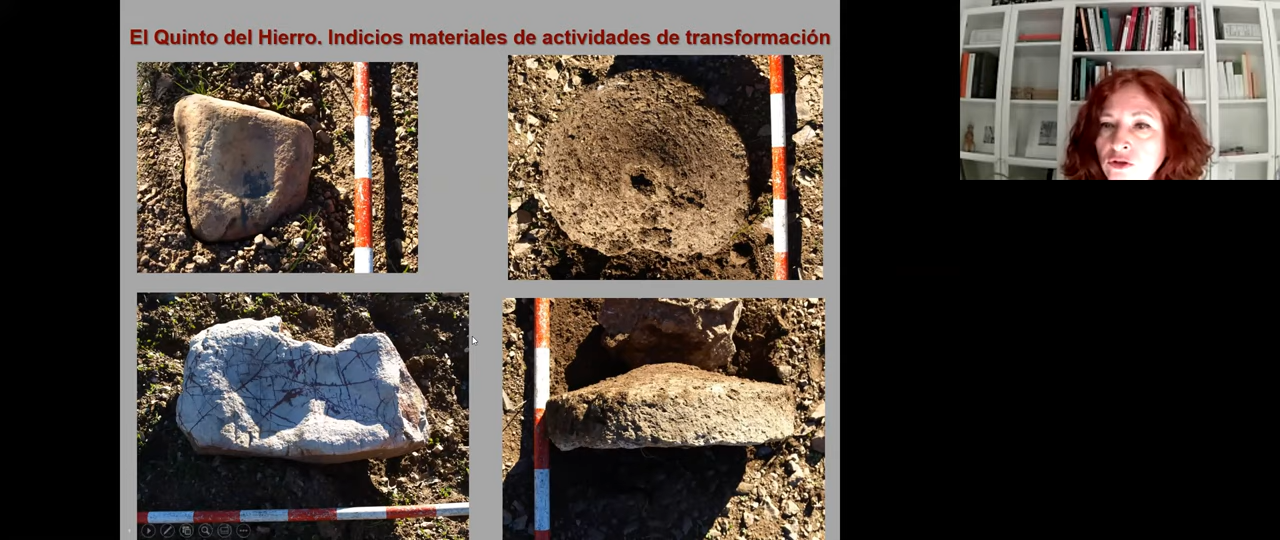 El Quinto del Hierro. Indicios materiales de actividades de transformación